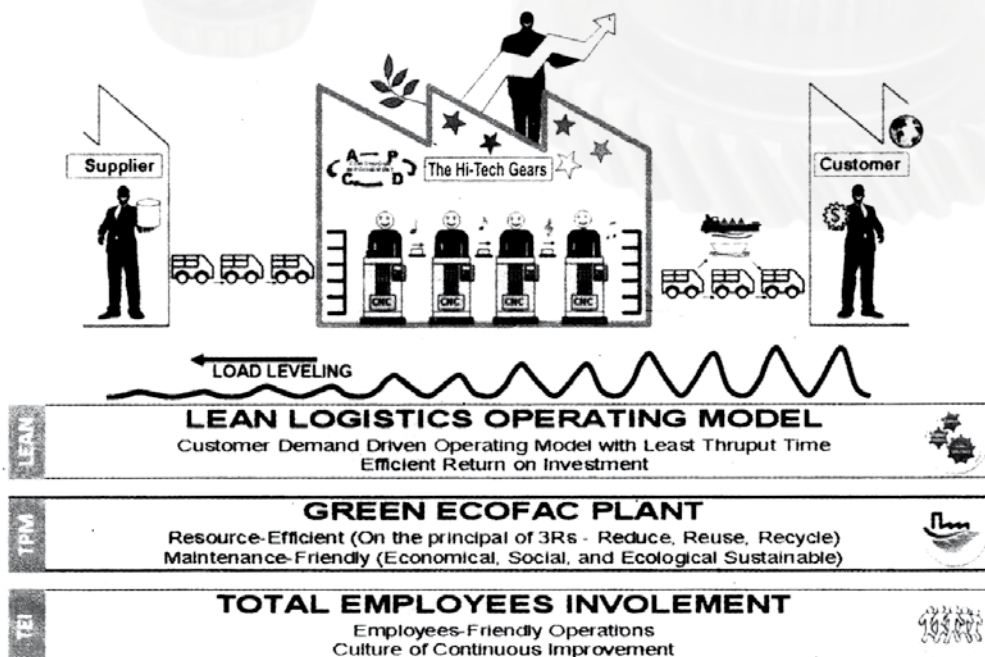 Supplier
A P
C D
The Hi-Tech Gears
Customer
$
CNC
CNC
CNC
CNC
LOAD LEVELING
LEAN
LEAN LOGISTICS OPERATING MODEL
Customer Demand Driven Operating Model with Least Thruput Time
Efficient Return on Investment
TPM
GREEN ECOFAC PLANT
Resource-Efficient (On the principal of 3Rs - Reduce, Reuse, Recycle)
Maintenance-Friendly (Economical, Social, and Ecological Sustainable)
TEI
TOTAL EMPLOYEES INVOLEMENT
Employees-Friendly Operations
Culture of Continuous Improvement